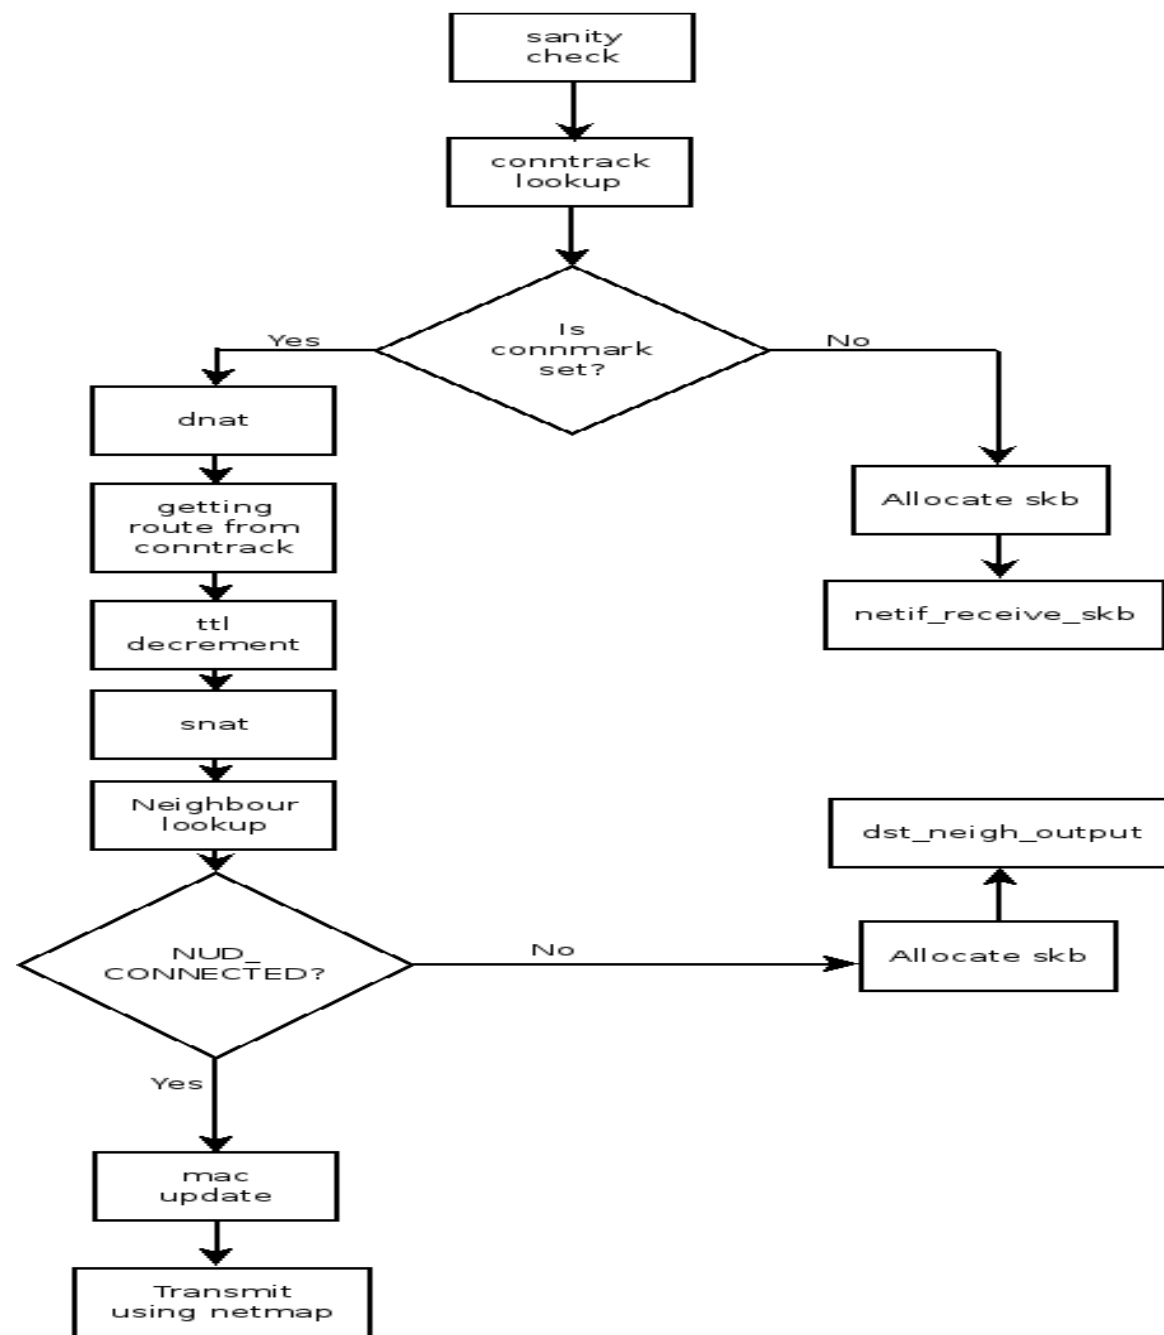 sanity
check
conntrack
lookup
Is
connmark
set?
Yes
No
dnat
getting
route from
conntrack
Allocate skb
netif_receive_skb
ttl
decrement
snat
Neighbour
lookup
dst_neigh_output
NUD_
CONNECTED?
No
Allocate skb
Yes
mac
update
Transmit
using netmap